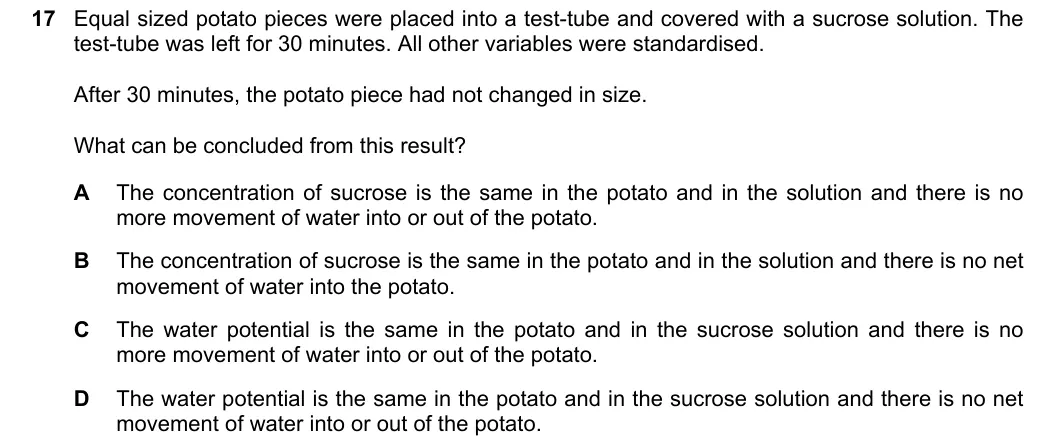 17 Equal sized potato pieces were placed into a test-tube and covered with a sucrose solution. The
test-tube was left for 30 minutes. All other variables were standardised.
After 30 minutes, the potato piece had not changed in size.
What can be concluded from this result?
A The concentration of sucrose is the same in the potato and in the solution and there is no
more movement of water into or out of the potato.
B The concentration of sucrose is the same in the potato and in the solution and there is no net
movement of water into the potato.
C The water potential is the same in the potato and in the sucrose solution and there is no
more movement of water into or out of the potato.
D The water potential is the same in the potato and in the sucrose solution and there is no net
movement of water into or out of the potato.